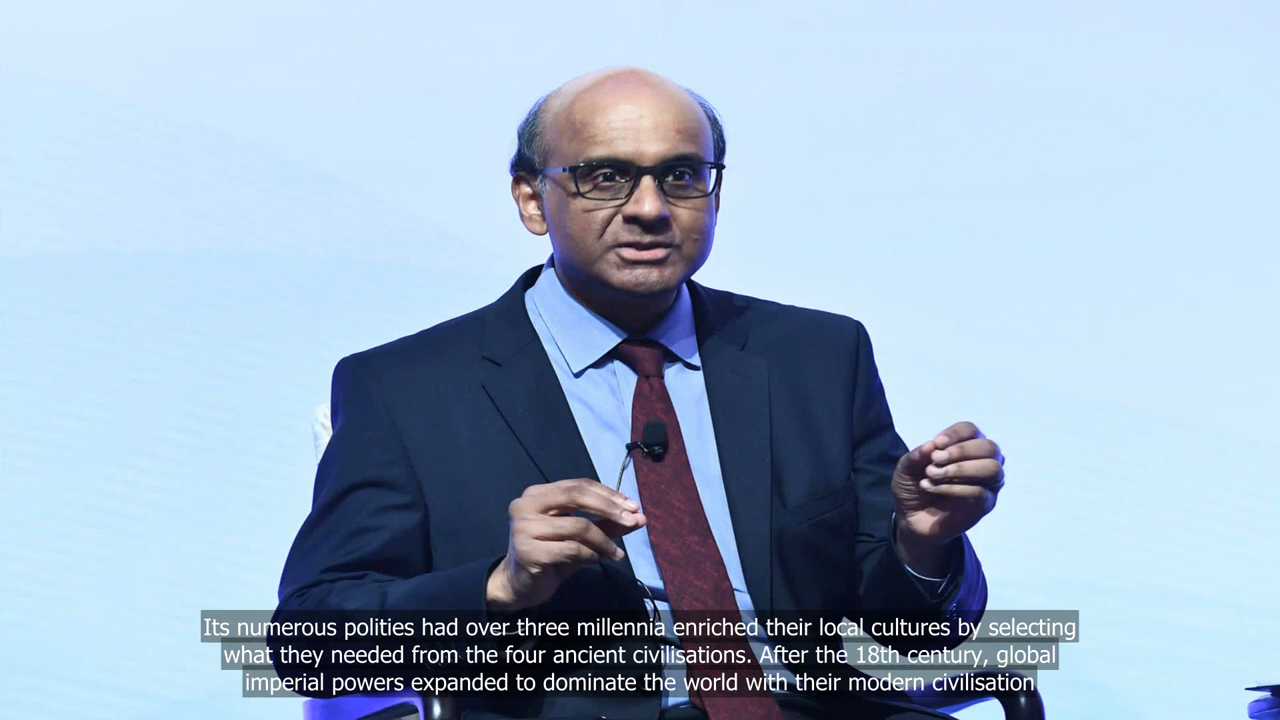 Its numerous polities had over three millennia enriched their local cultures by selecting
what they needed from the four ancient civilisations. After the 18th century, global
imperial powers expanded to dominate the world with their modern civilisation